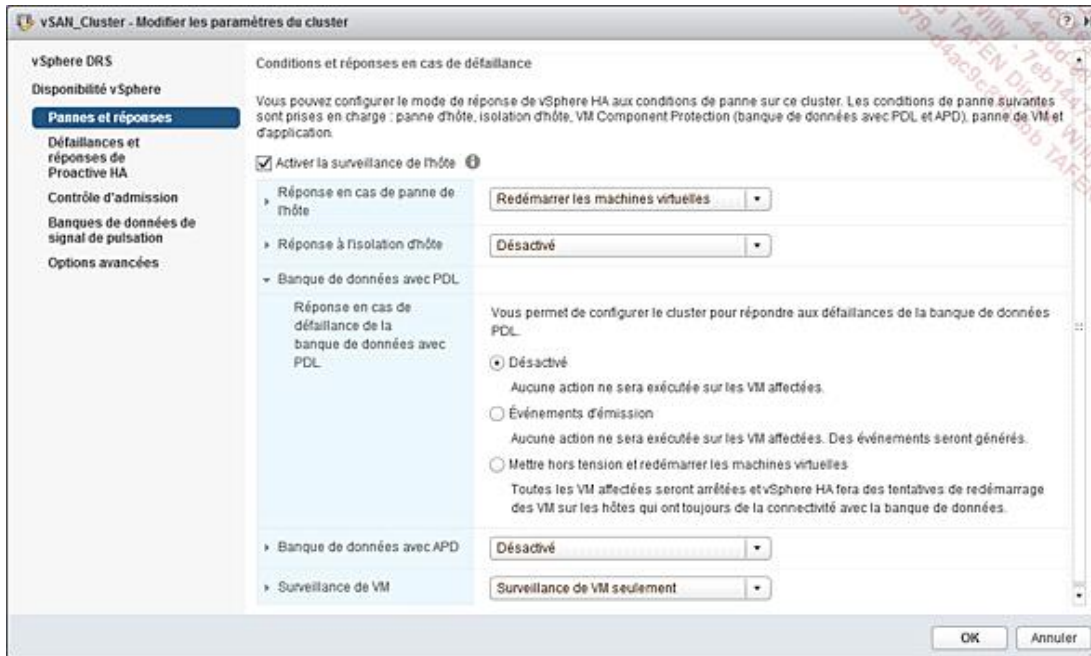 vSAN_Cluster - Modifier les paramètres du cluster
vSphere DRS
Disponibilité vSphere
Pannes et réponses
Défaillances et
réponses de
Proactive HA
Contrôle d'admission
Banques de données de
signal de pulsation
Options avancées
Conditions et réponses en cas de défaillance
Vous pouvez configurer le mode de réponse de vSphere HA aux conditions de panne sur ce cluster. Les conditions de panne suivantes
sont prises en charge : panne d'hôte, isolation d'hôte, VM Component Protection (banque de données avec PDL et APD), panne de VM et
d'application.
Activer la surveillance de l'hôte
Réponse en cas de panne de
l'hôte
Redémarrer les machines virtuelles
Réponse à l'isolation d'hôte
Désactivé
Banque de données avec PDL
Réponse en cas de
défaillance de la
banque de données avec
PDL
Vous permet de configurer le cluster pour répondre aux défaillances de la banque de données
PDL.
Désactivé
Aucune action ne sera exécutée sur les VM affectées.
Événements d'émission
Aucune action ne sera exécutée sur les VM affectées. Des événements seront générés.
Mettre hors tension et redémarrer les machines virtuelles
Toutes les VM affectées seront arrêtées et vSphere HA fera des tentatives de redémarrage
des VM sur les hôtes qui ont toujours de la connectivité avec la banque de données.
Banque de données avec APD
Désactivé
Surveillance de VM
Surveillance de VM seulement
OK
Annuler